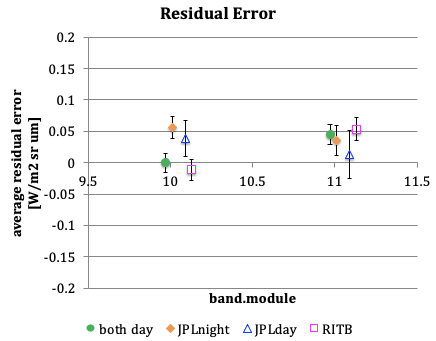 Residual Error
0.2
0.15
0.1
0.05
0
-0.05
-0.1
-0.15
-0.2
9.5 10 10.5 11 11.5
average residual error
[W/m2 sr um]
band.module
both day JPLnight JPLday RITB